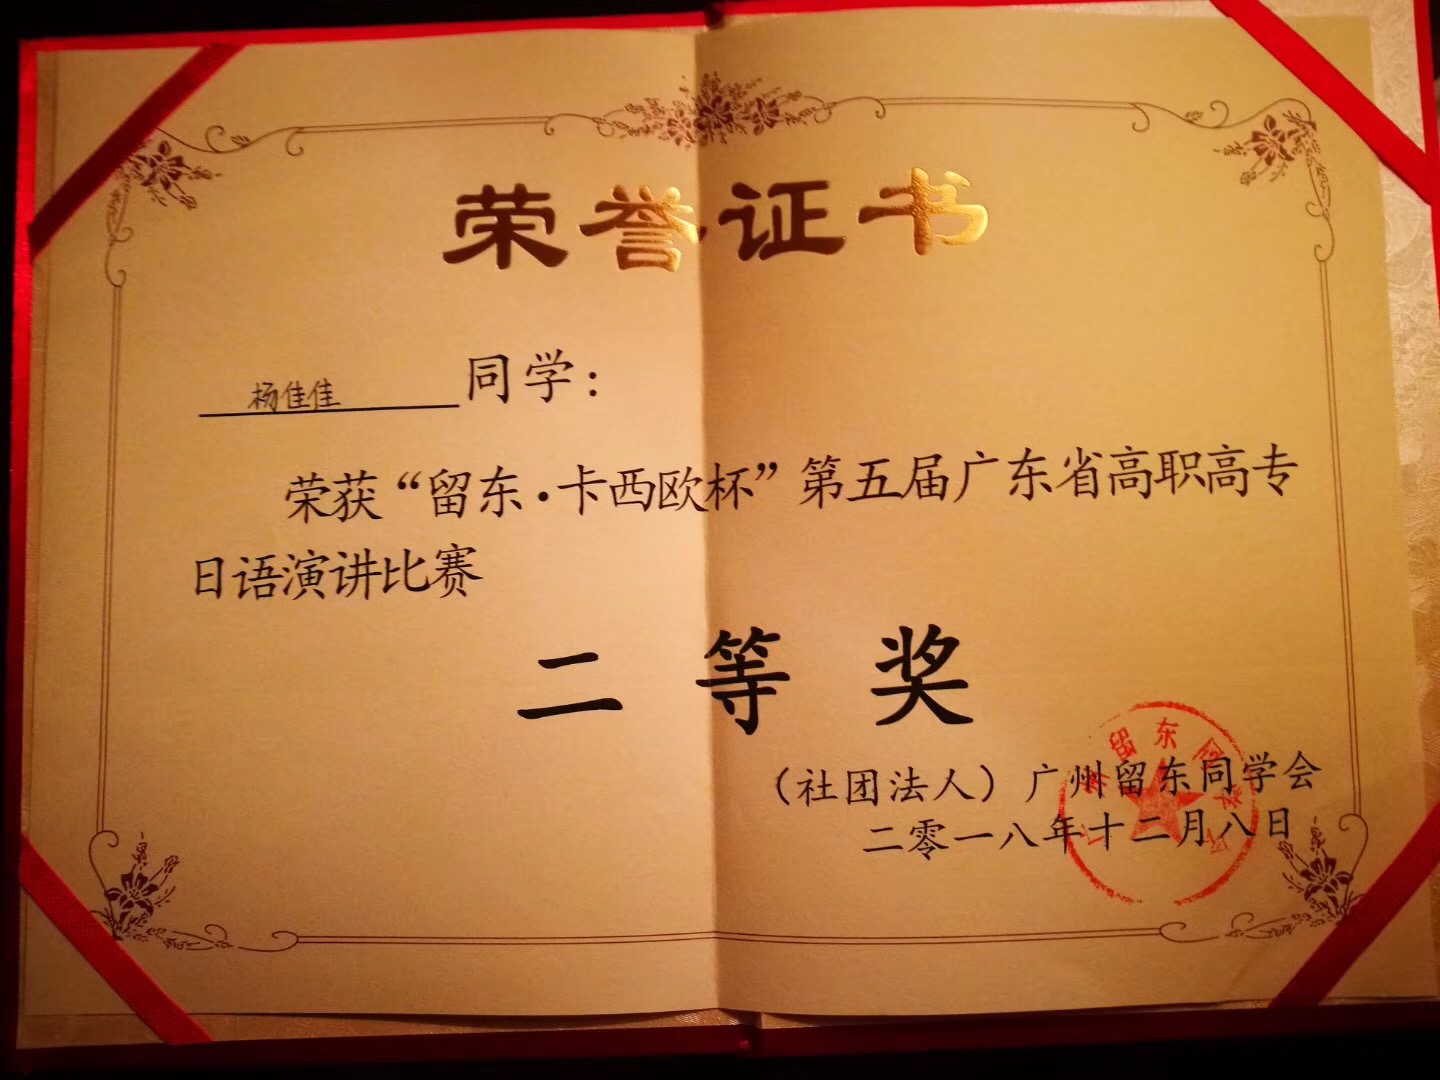 荣誉证书
杨佳佳 同学：
荣获“留东·卡西欧杯”第五届广东省高职高专
日语演讲比赛
二等奖
（社团法人）广州留东同学会
二零一八年十二月八日
留东